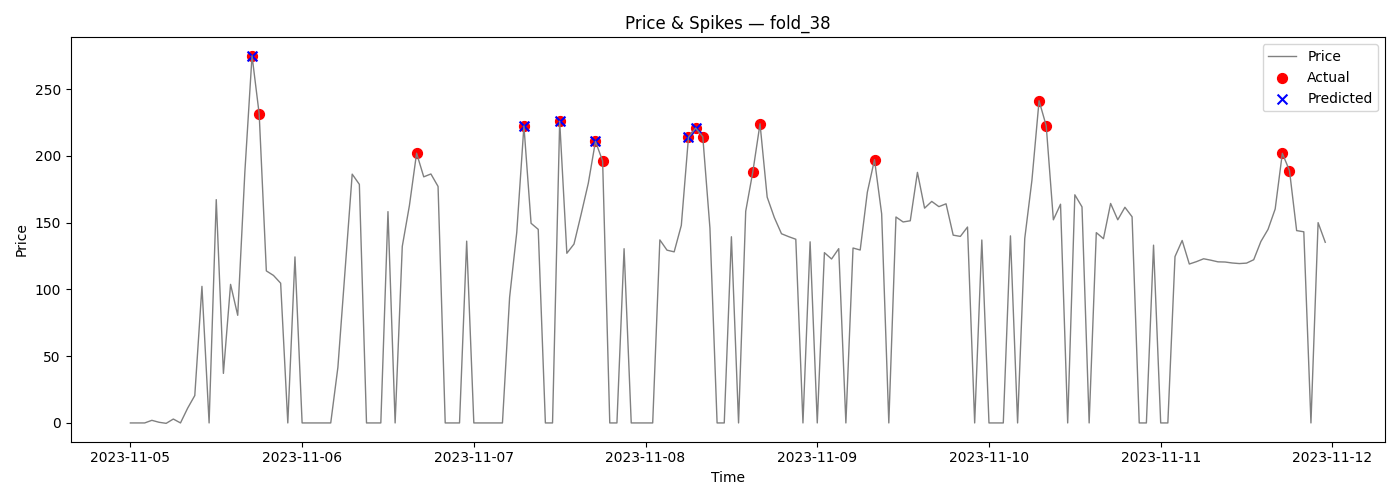 Price & Spikes — fold_38
Price
Actual
Predicted
Price
250
200
150
100
50
0
2023-11-05
2023-11-06
2023-11-07
2023-11-08
2023-11-09
2023-11-10
2023-11-11
2023-11-12
Time